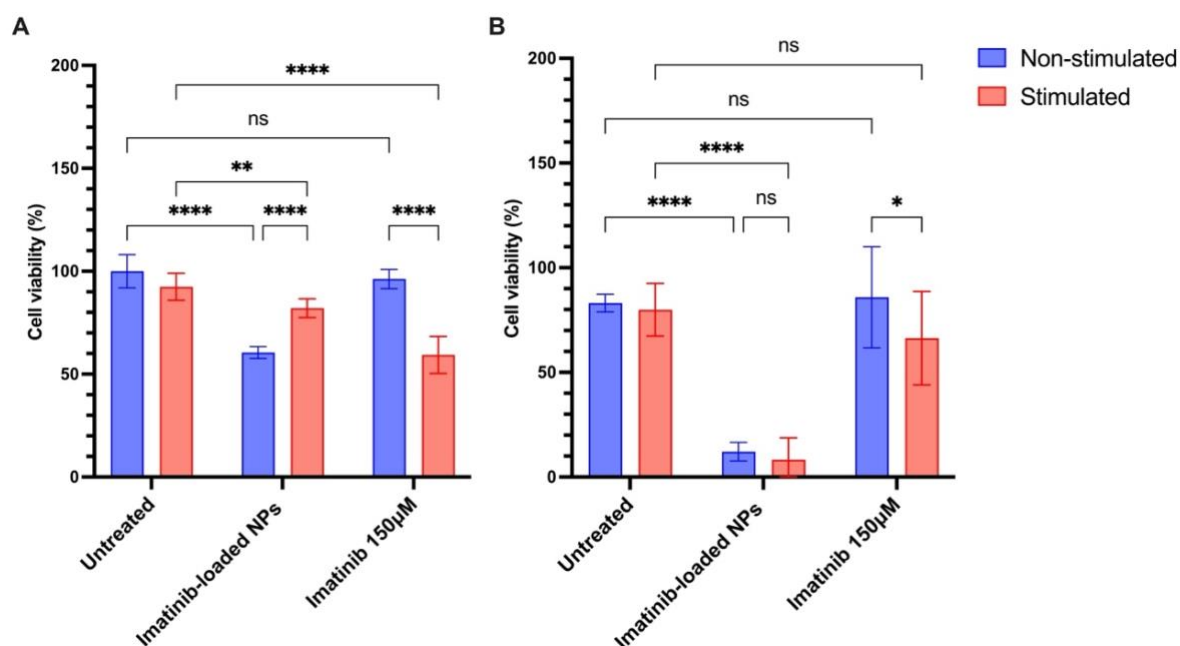 A
Cell viability (%)
200
150
100
50
0
****
ns
**
****
****
****
Untreated
Imatinib-loaded NPs
Imatinib 150µM
B
Cell viability (%)
200
150
100
50
0
ns
ns
****
****
ns
*
Untreated
Imatinib-loaded NPs
Imatinib 150µM
Non-stimulated
Stimulated